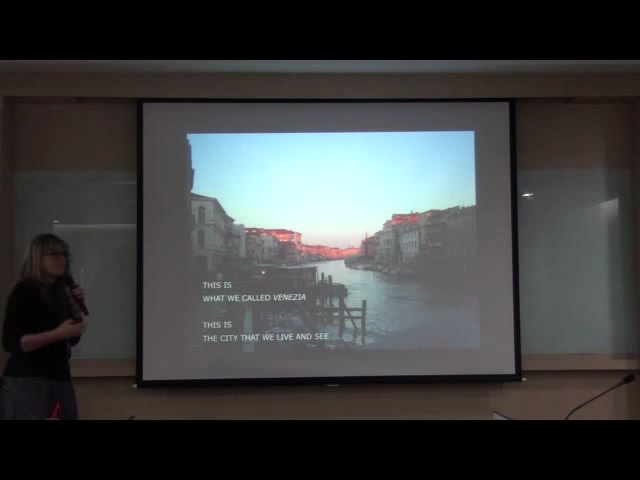 THIS IS
WHAT WE CALLED VENEZIA
THIS IS
THE CITY THAT WE LIVE AND SEE